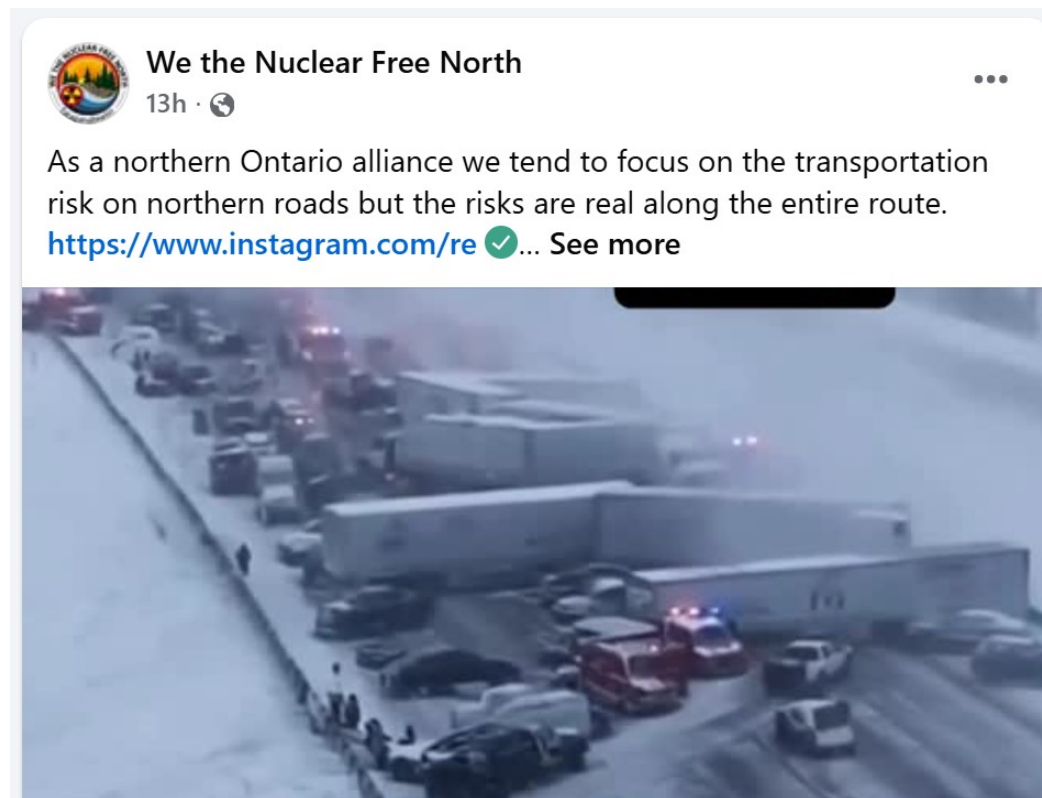 We the Nuclear Free North
13h ·
As a northern Ontario alliance we tend to focus on the transportation
risk on northern roads but the risks are real along the entire route.
https://www.instagram.com/re ... See more